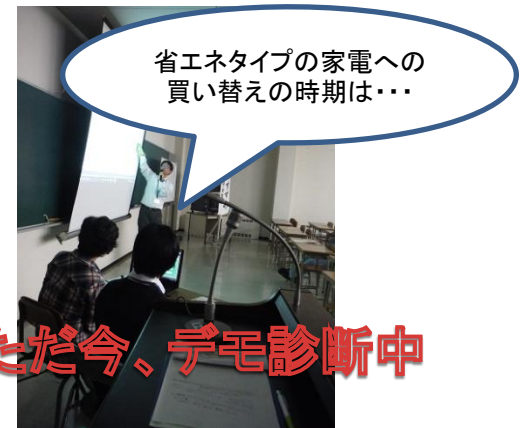 省エネタイプの家電への
買い替えの時期は・・・
ただ今、デモ診断中